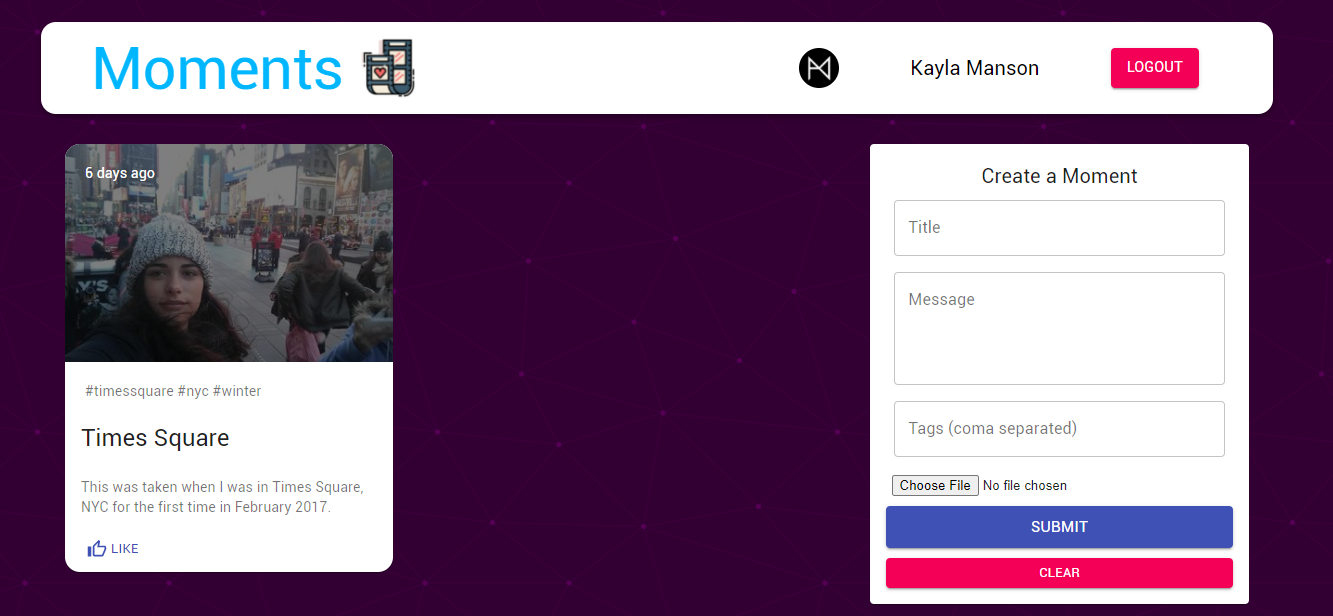 Moments
Kayla Manson
LOGOUT
6 days ago
#timessquare #nyc #winter
Times Square
This was taken when I was in Times Square,
NYC for the first time in February 2017.
LIKE
Create a Moment
Title
Message
Tags (coma separated)
Choose File No file chosen
SUBMIT
CLEAR